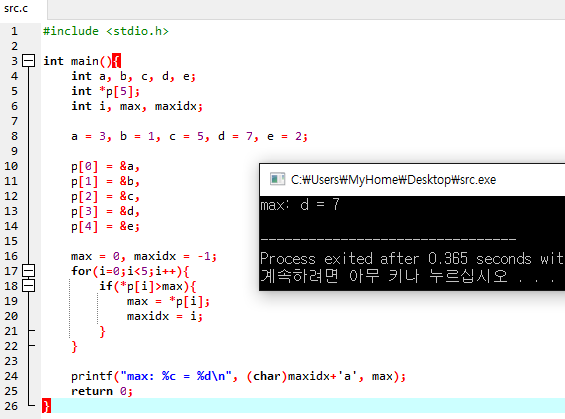 src.c
1 #include <stdio.h>
2
3 int main(){
4 int a, b, c, d, e;
5 int *p[5];
6 int i, max, maxidx;
7
8 a = 3, b = 1, c = 5, d = 7, e = 2;
9
10 p[0] = &a,
11 p[1] = &b,
12 p[2] = &c,
13 p[3] = &d,
14 p[4] = &e;
15
16 max = 0, maxidx = -1;
17 for(i=0;i<5;i++){
18 if(*p[i]>max){
19 max = *p[i];
20 maxidx = i;
21 }
22 }
23
24 printf("max: %c = %d\n", (char)maxidx+'a', max);
25 return 0;
26 }
C:₩Users₩MyHome₩Desktop₩src.exe
max: d = 7
--------------------------------
Process exited after 0.365 seconds wit
계속하려면 아무 키나 누르십시오 . . .